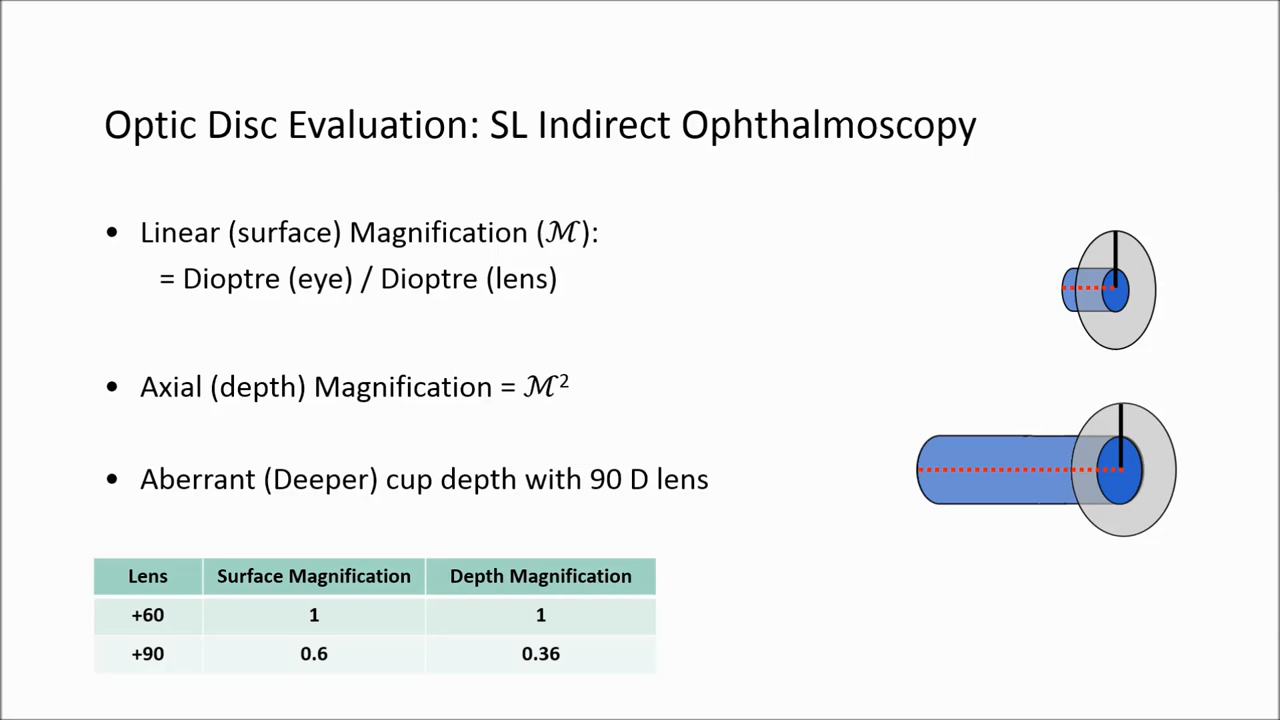 Optic Disc Evaluation: SL Indirect Ophthalmoscopy
• Linear (surface) Magnification (ℳ):
= Dioptre (eye) / Dioptre (lens)
• Axial (depth) Magnification = ℳ²
• Aberrant (Deeper) cup depth with 90 D lens
Lens Surface Magnification Depth Magnification
+60 1 1
+90 0.6 0.36